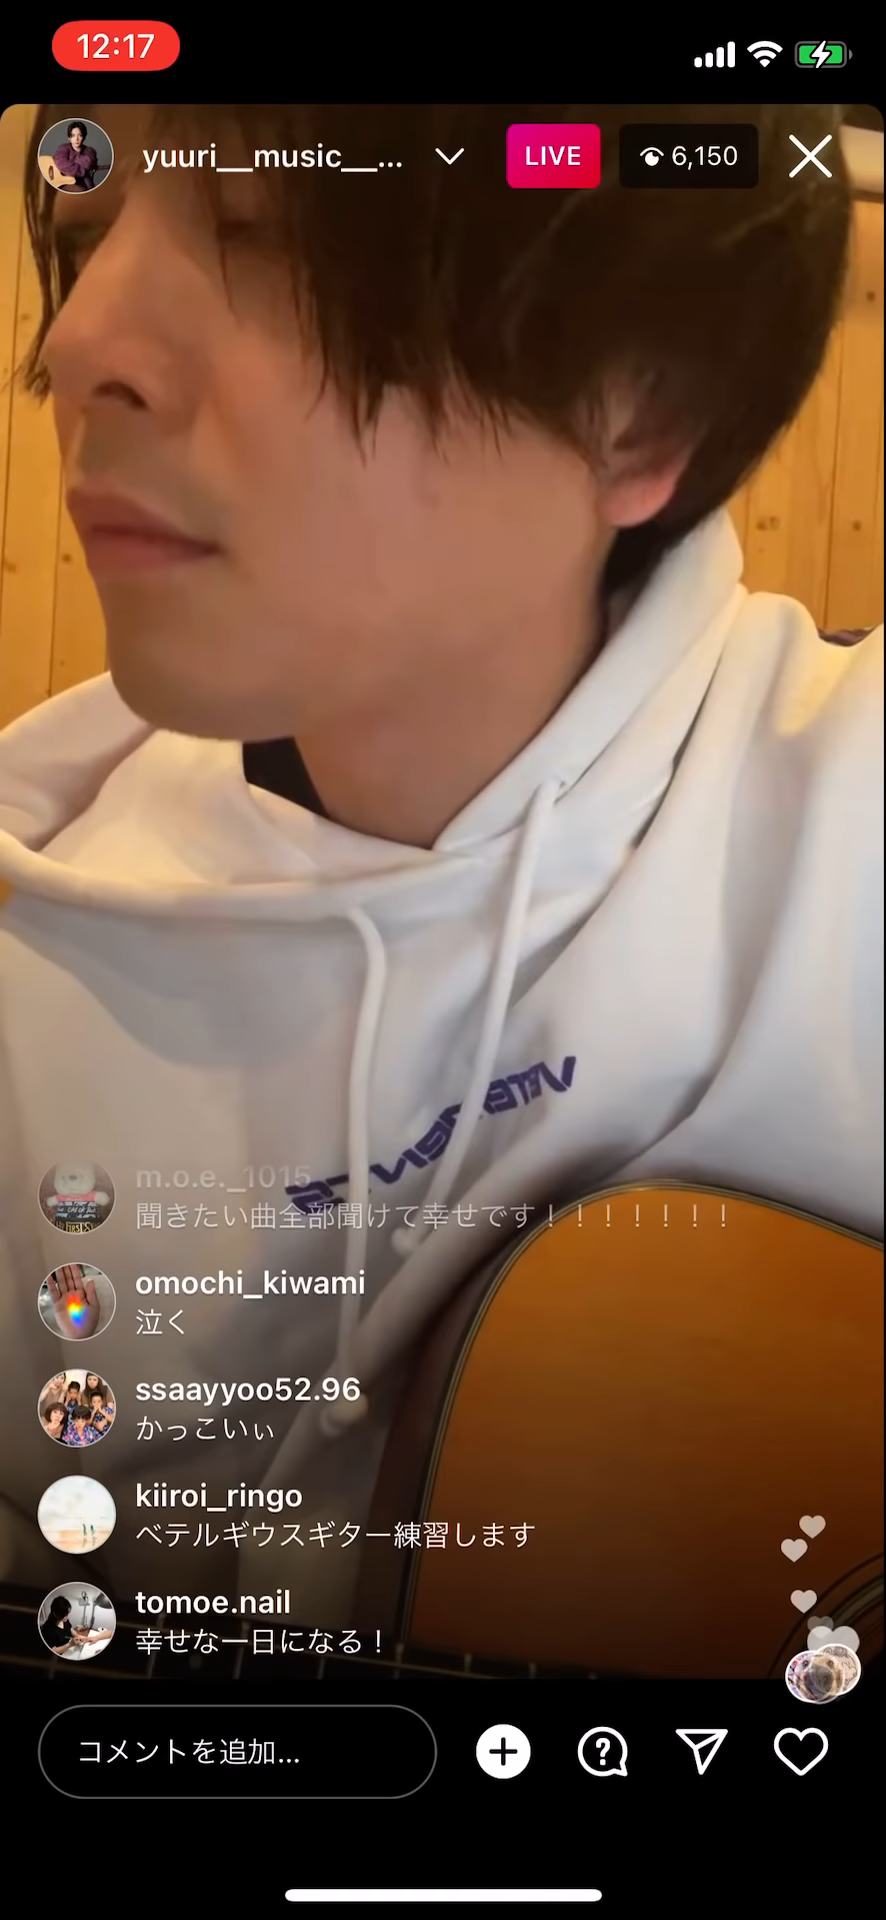 12:17
yuuri__music__...
LIVE
6,150
m.o.e._1015
聞きたい曲全部聞けて幸せです！！！！！！！
omochi_kiwami
泣く
ssaayyoo52.96
かっこいぃ
kiiroi_ringo
ベテルギウスギター練習します
tomoe.nail
幸せな一日になる！
コメントを追加...